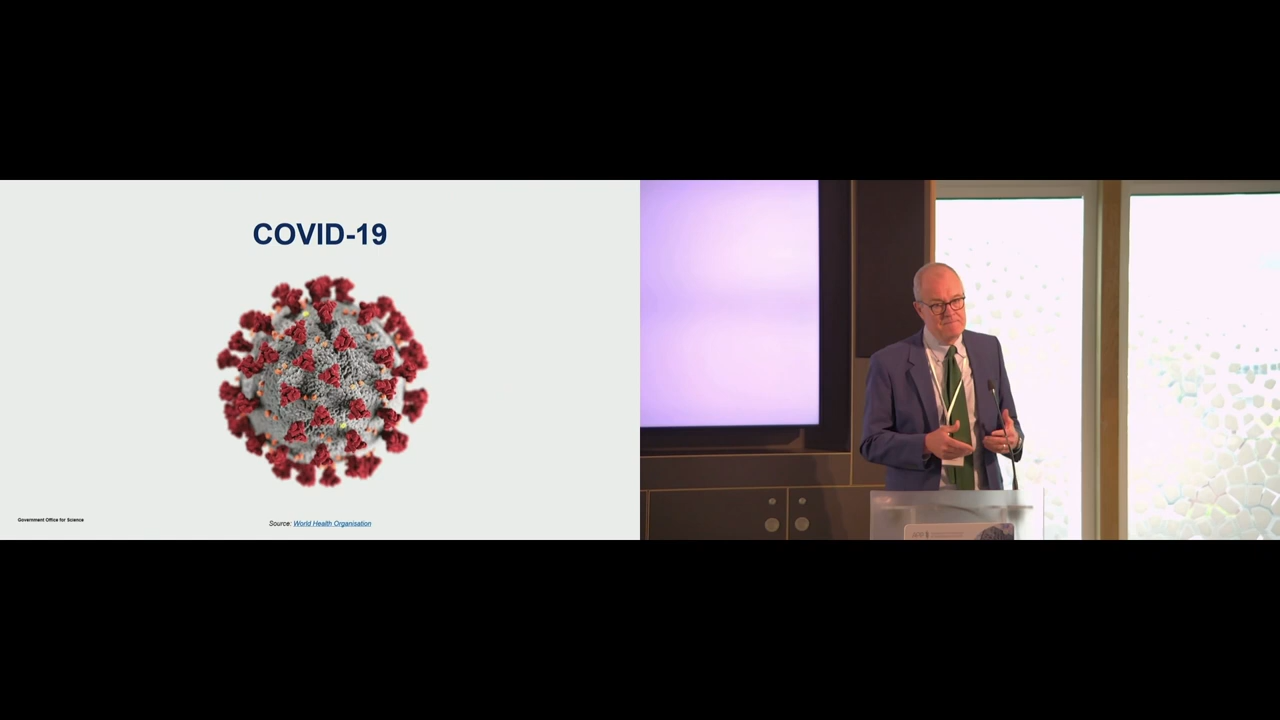 COVID-19
Government Office for Science
Source: World Health Organisation